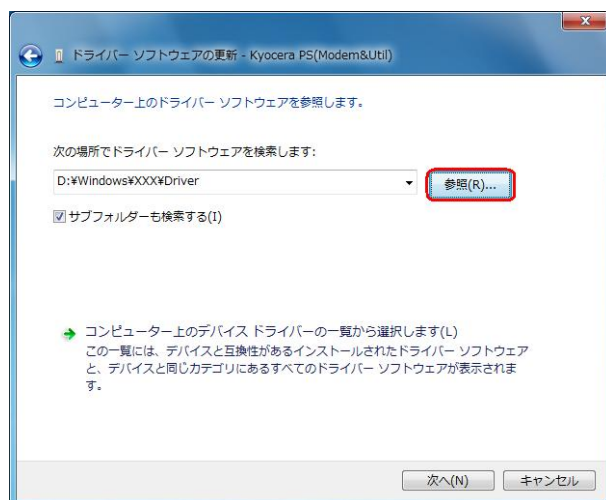 ドライバー ソフトウェアの更新 - Kyocera PS(Modem&Util)
コンピューター上のドライバー ソフトウェアを参照します。
次の場所でドライバー ソフトウェアを検索します:
D:¥Windows¥XXX¥Driver
参照(R)...
サブフォルダーも検索する(I)
コンピューター上のデバイス ドライバーの一覧から選択します(L)
この一覧には、デバイスと互換性があるインストールされたドライバー ソフトウェア
と、デバイスと同じカテゴリにあるすべてのドライバー ソフトウェアが表示されま
す。
次へ(N)
キャンセル